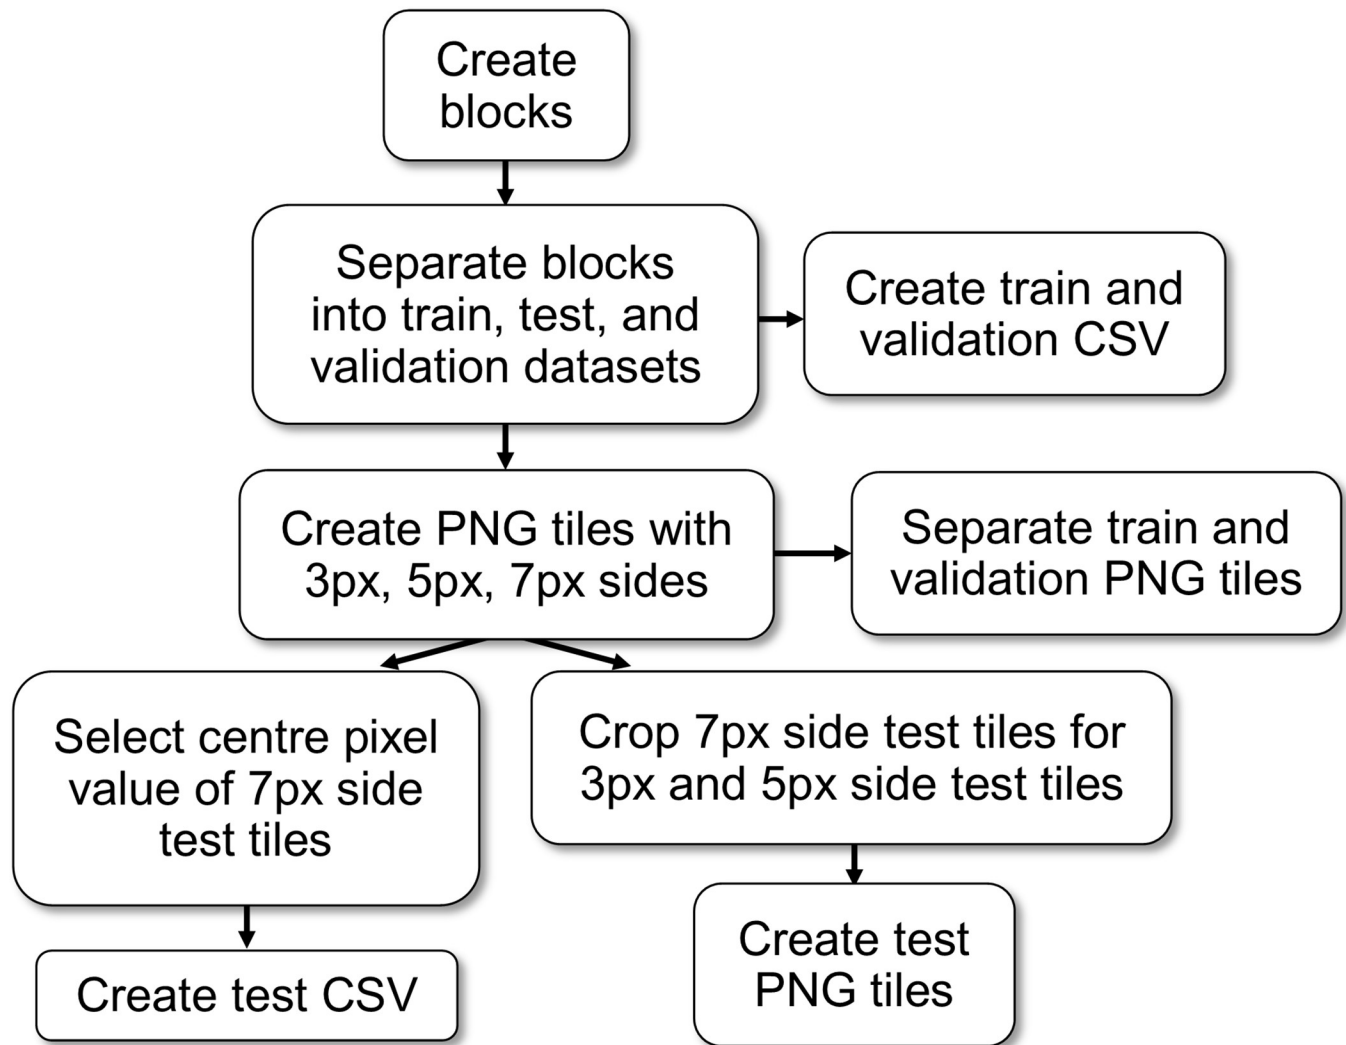 Create
blocks
Separate blocks
into train, test, and
validation datasets
Create train and
validation CSV
Create PNG tiles with
3px, 5px, 7px sides
Separate train and
validation PNG tiles
Select centre pixel
value of 7px side
test tiles
Crop 7px side test tiles for
3px and 5px side test tiles
Create test CSV
Create test
PNG tiles